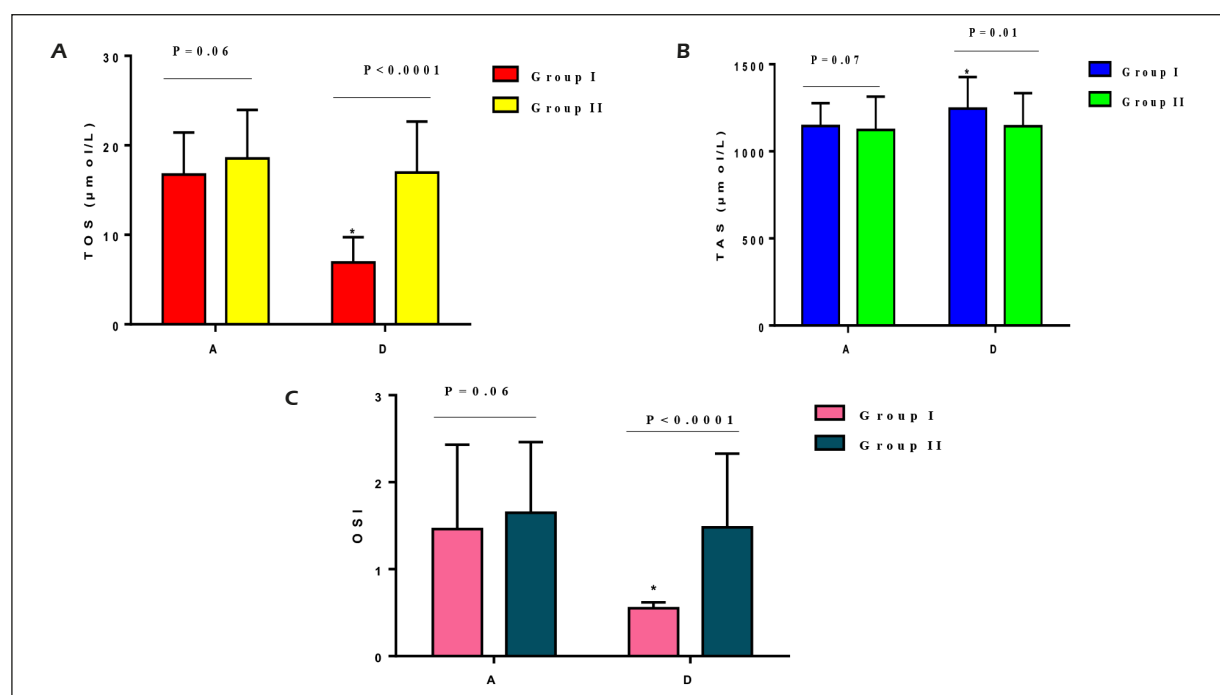 A
P=0.06
P<0.0001
Group I
Group II
TOS (µmol/L)
30
20
10
0
*
A
D
B
P=0.07
P=0.01
Group I
Group II
TAS (µmol/L)
1500
1000
500
0
*
A
D
C
P=0.06
P<0.0001
Group I
Group II
OSI
3
2
1
0
*
A
D